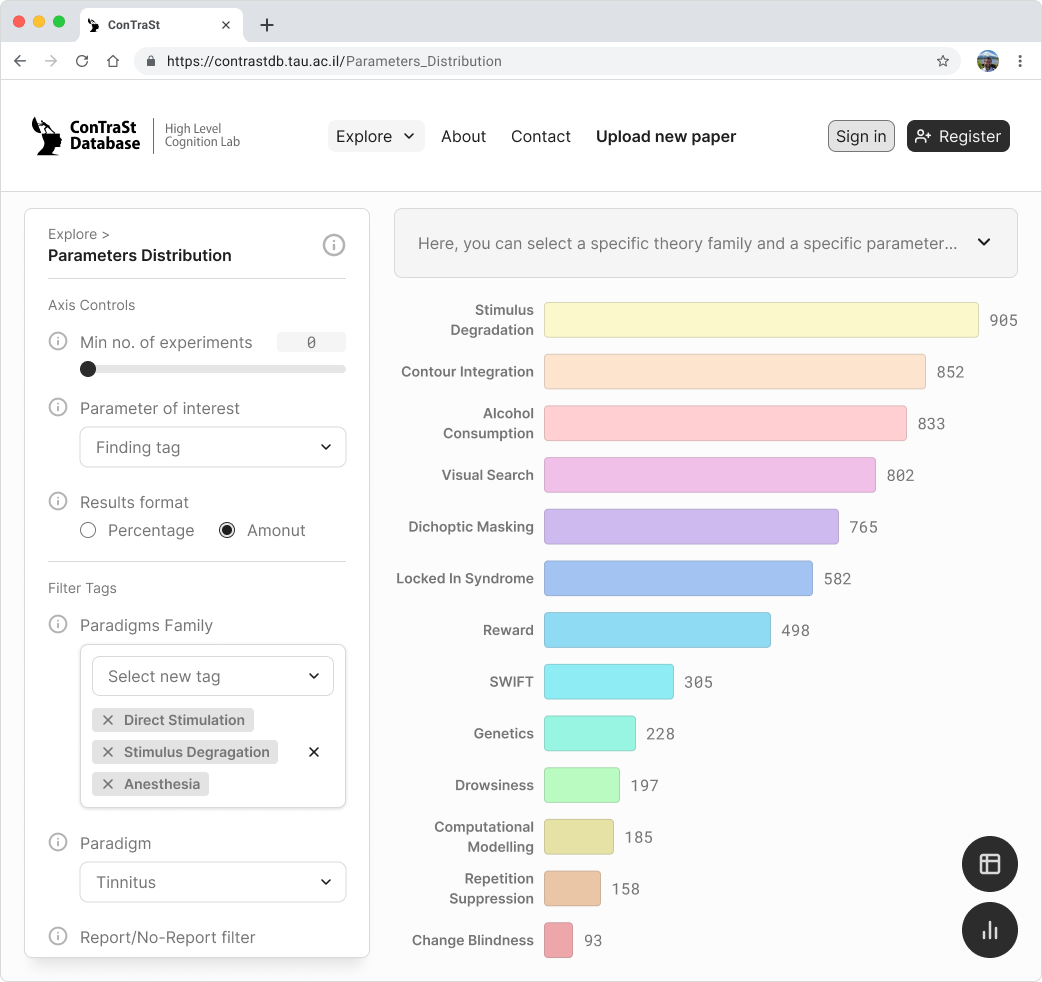 ConTraSt
https://contrastdb.tau.ac.il/Parameters_Distribution
ConTraSt
Database
High Level
Cognition Lab
Explore
About
Contact
Upload new paper
Sign in
Register
Explore >
Parameters Distribution
Axis Controls
Min no. of experiments
0
Parameter of interest
Finding tag
Results format
Percentage
Amonut
Filter Tags
Paradigms Family
Select new tag
Direct Stimulation
Stimulus Degragation
Anesthesia
Paradigm
Tinnitus
Report/No-Report filter
Here, you can select a specific theory family and a specific parameter...
Stimulus
Degradation
905
Contour Integration
852
Alcohol
Consumption
833
Visual Search
802
Dichoptic Masking
765
Locked In Syndrome
582
Reward
498
SWIFT
305
Genetics
228
Drowsiness
197
Computational
Modelling
185
Repetition
Suppression
158
Change Blindness
93